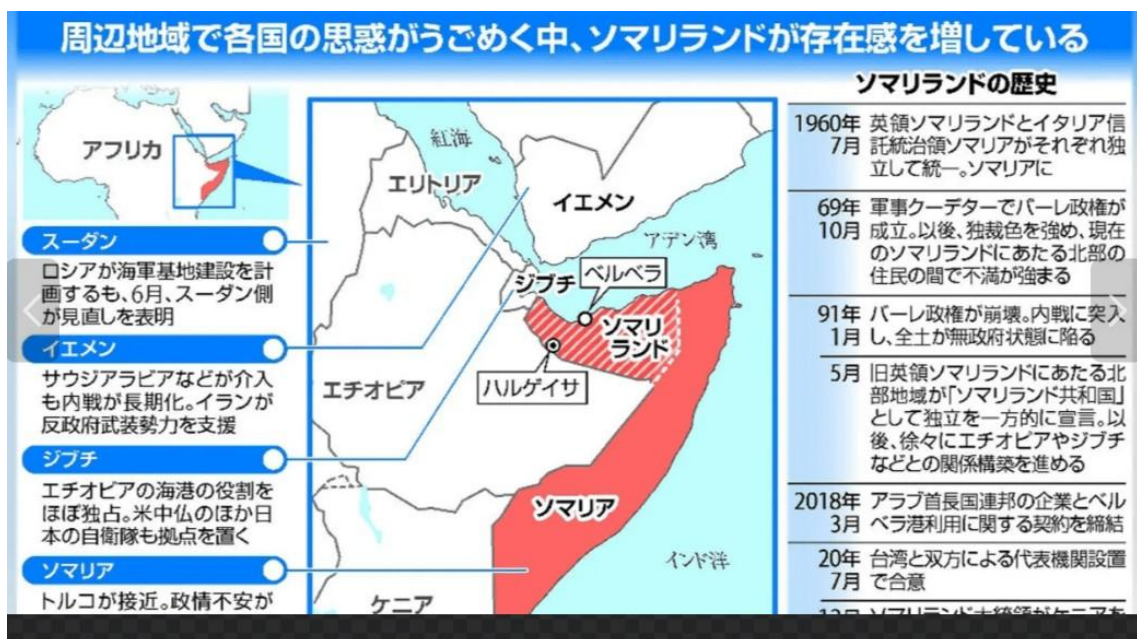 周辺地域で各国の思惑がうごめく中、ソマリランドが存在感を増している
アフリカ
スーダン
ロシアが海軍基地建設を計
画するも、6月、スーダン側
が見直しを表明
イエメン
サウジアラビアなどが介入
も内戦が長期化。イランが
反政府武装勢力を支援
ジブチ
エチオピアの海港の役割を
ほぼ独占。米中仏のほか日
本の自衛隊も拠点を置く
ソマリア
トルコが接近。政情不安が
紅海
エリトリア
イエメン
アデン湾
ジブチ
ベルベラ
ソマリ
ランド
ハルゲイサ
エチオピア
ソマリア
インド洋
ケニア
ソマリランドの歴史
1960年 英領ソマリランドとイタリア信
7月 託統治領ソマリアがそれぞれ独
立して統一。ソマリアに
69年 軍事クーデターでバーレ政権が
10月 成立。以後、独裁色を強め、現在
のソマリランドにあたる北部の
住民の間で不満が強まる
91年 バーレ政権が崩壊。内戦に突入
1月 し、全土が無政府状態に陥る
5月 旧英領ソマリランドにあたる北
部地域が「ソマリランド共和国」
として独立を一方的に宣言。以
後、徐々にエチオピアやジブチ
などとの関係構築を進める
2018年 アラブ首長国連邦の企業とベル
3月 ベラ港利用に関する契約を締結
20年 台湾と双方による代表機関設置
7月 で合意
12月 ソマリランド大統領がケニアを